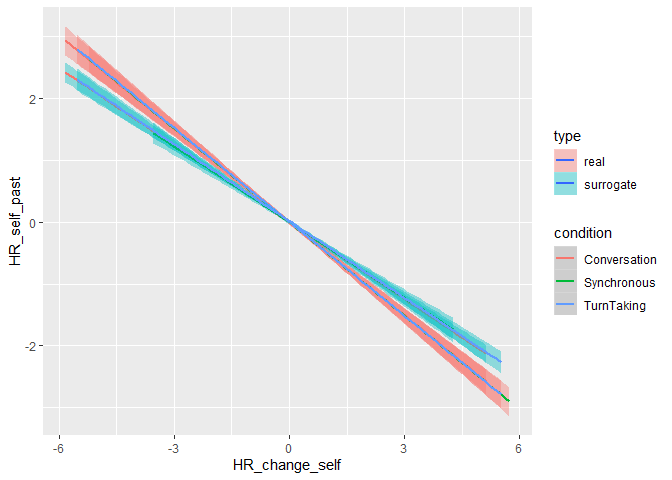 2
0
-2
-6
-3
0
3
6
HR_change_self
HR_self_past
type
real
surrogate
condition
Conversation
Synchronous
TurnTaking